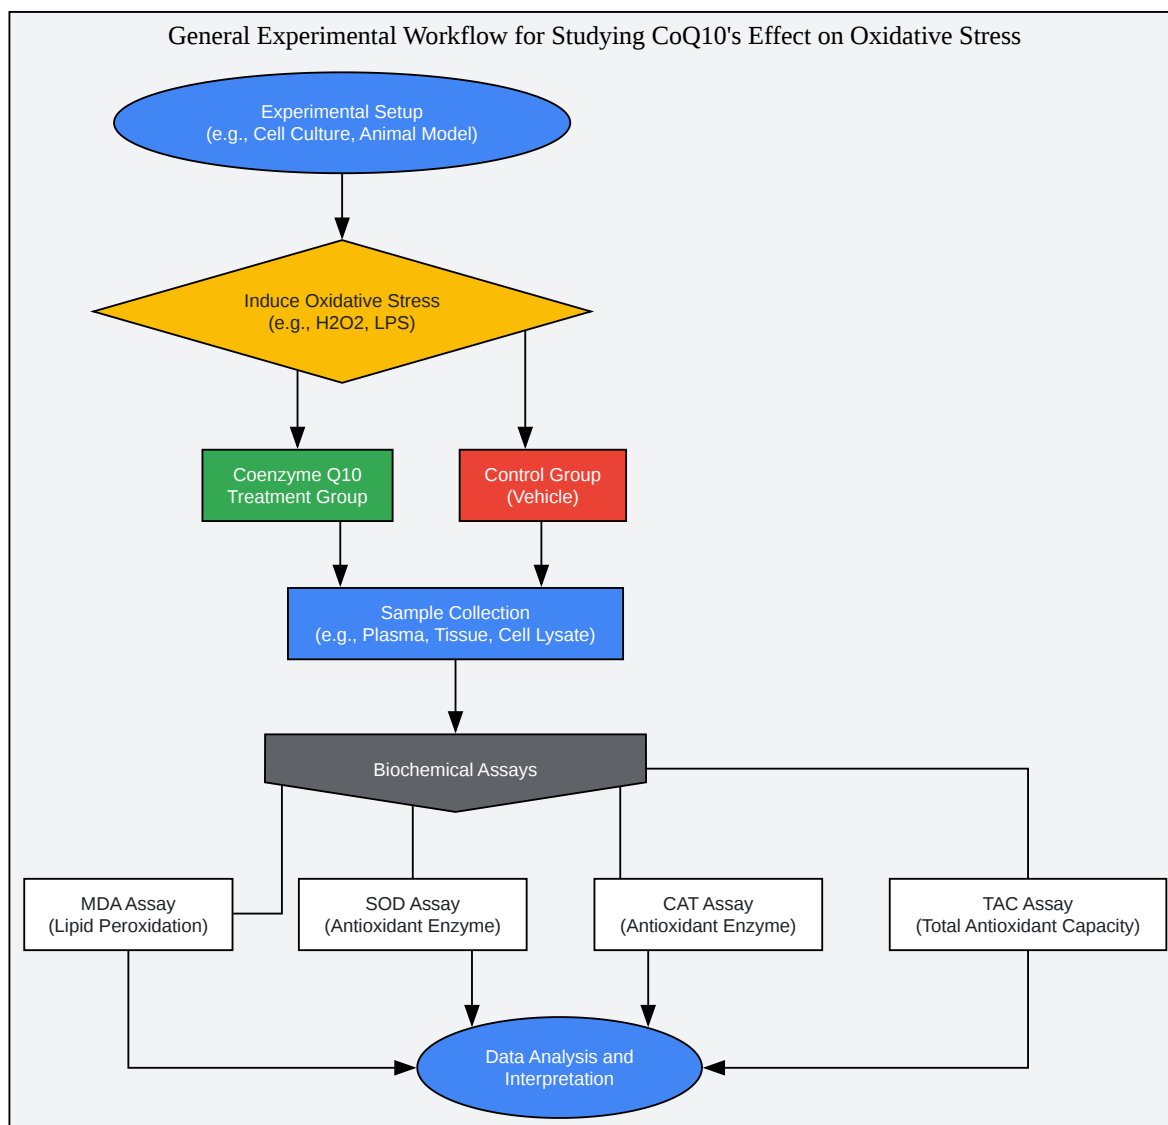 General Experimental Workflow for Studying CoQ10's Effect on Oxidative Stress
Experimental Setup
(e.g., Cell Culture, Animal Model)
Induce Oxidative Stress
(e.g., H2O2, LPS)
Coenzyme Q10
Treatment Group
Control Group
(Vehicle)
Sample Collection
(e.g., Plasma, Tissue, Cell Lysate)
Biochemical Assays
MDA Assay
(Lipid Peroxidation)
SOD Assay
(Antioxidant Enzyme)
CAT Assay
(Antioxidant Enzyme)
TAC Assay
(Total Antioxidant Capacity)
Data Analysis and
Interpretation